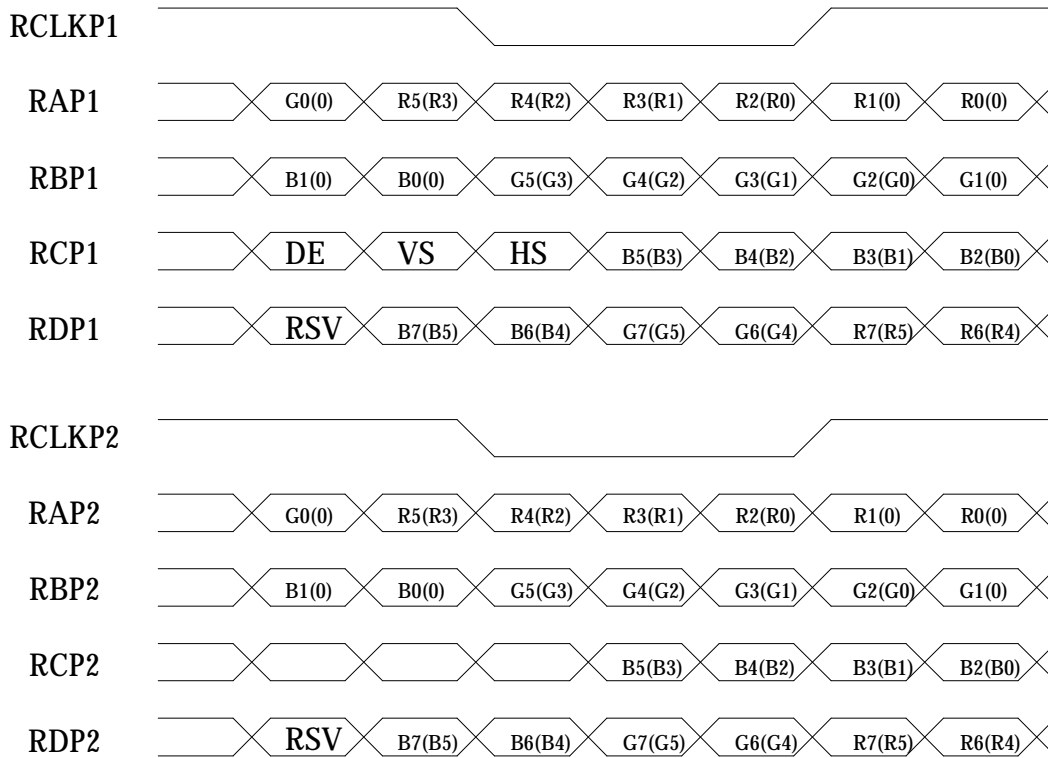 RCLKP1
RAP1 G0(0) R5(R3) R4(R2) R3(R1) R2(R0) R1(0) R0(0)
RBP1 B1(0) B0(0) G5(G3) G4(G2) G3(G1) G2(G0) G1(0)
RCP1 DE VS HS B5(B3) B4(B2) B3(B1) B2(B0)
RDP1 RSV B7(B5) B6(B4) G7(G5) G6(G4) R7(R5) R6(R4)
RCLKP2
RAP2 G0(0) R5(R3) R4(R2) R3(R1) R2(R0) R1(0) R0(0)
RBP2 B1(0) B0(0) G5(G3) G4(G2) G3(G1) G2(G0) G1(0)
RCP2 B5(B3) B4(B2) B3(B1) B2(B0)
RDP2 RSV B7(B5) B6(B4) G7(G5) G6(G4) R7(R5) R6(R4)